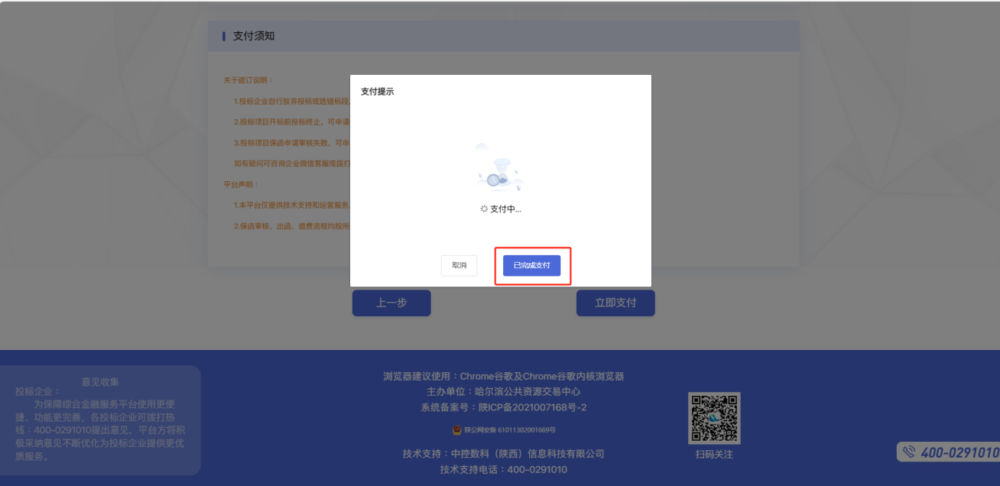 支付须知
关于退订说明：
1.投标企业自行放弃投标或选错标段
2.投标项目开标前投标终止，可申请
3.投标项目保函申请审核失败，可申
如有疑问可咨询企业微信客服或拨打
平台声明：
1.本平台仅提供技术支持和运营服务
2.保函审核、出函、退费流程均按所
支付提示
支付中...
取消
已完成支付
上一步
立即支付
意见收集
投标企业：
为保障综合金融服务平台使用更便
捷、功能更完善，各投标企业可拨打热
线：400-0291010提出意见，平台方将积
极采纳意见不断优化为投标企业提供更优
质服务。
浏览器建议使用：Chrome谷歌及Chrome谷歌内核浏览器
主办单位：哈尔滨公共资源交易中心
系统备案号：陕ICP备2021007168号-2
陕公网安备 61011302001669号
技术支持：中控数科（陕西）信息科技有限公司
技术支持电话：400-0291010
扫码关注
400-0291010